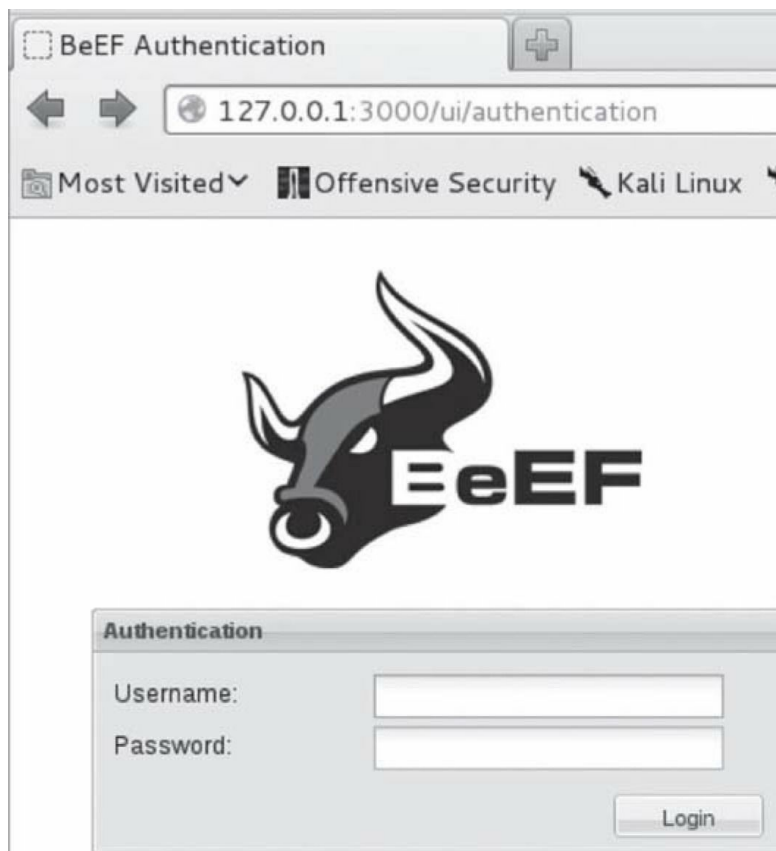 BeEF Authentication
127.0.0.1:3000/ui/authentication
Most Visited Offensive Security Kali Linux
BeEF
Authentication
Username:
Password:
Login